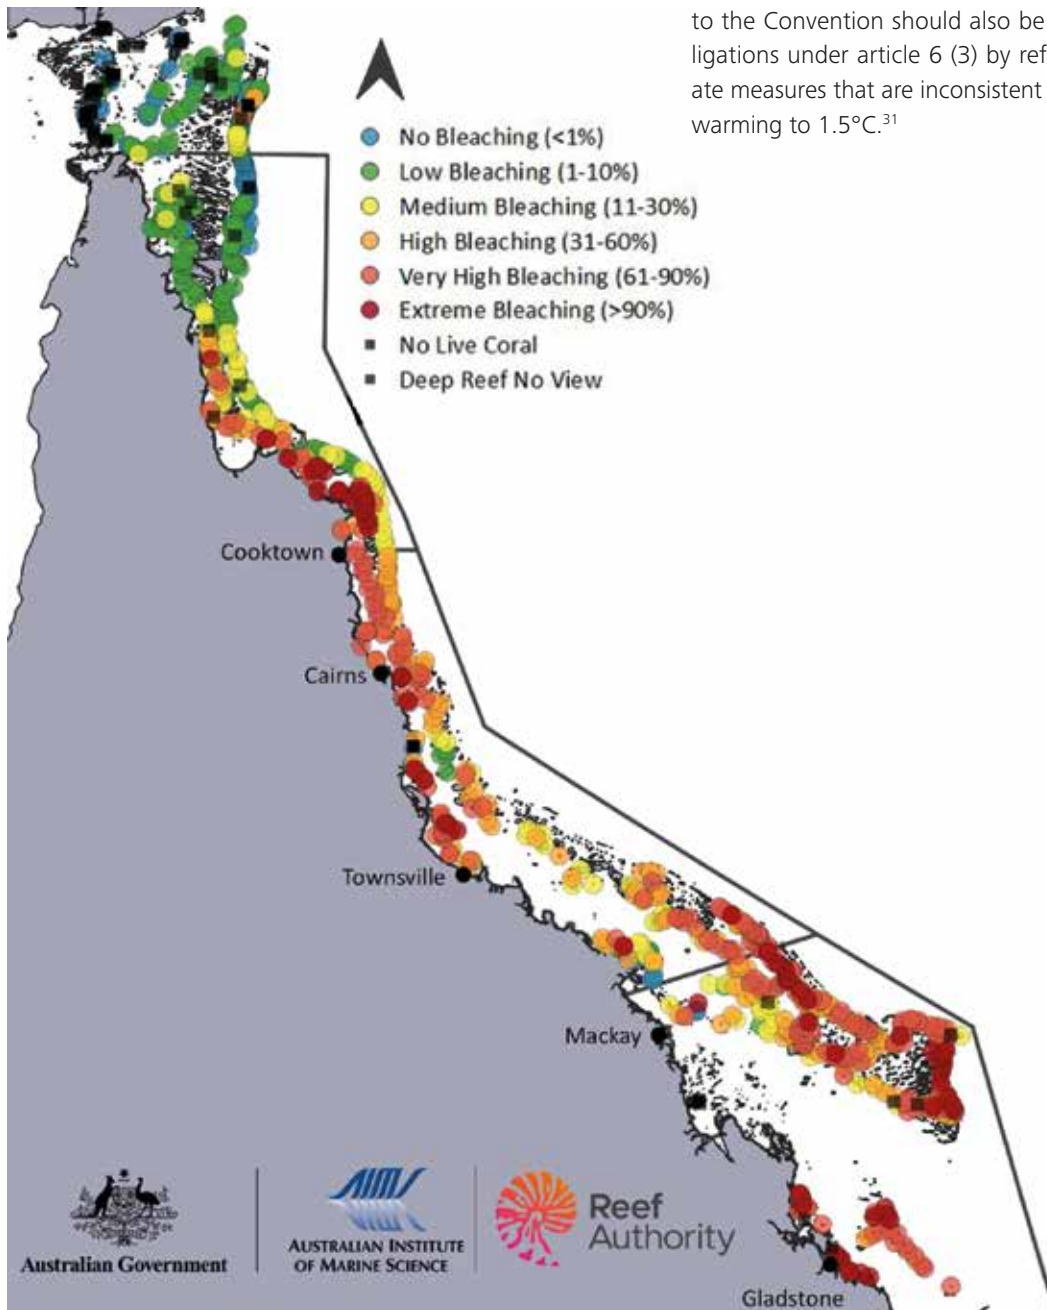 to the Convention should also be
ligations under article 6 (3) by ref
ate measures that are inconsistent
warming to 1.5°C.³¹
No Bleaching (<1%)
Low Bleaching (1-10%)
Medium Bleaching (11-30%)
High Bleaching (31-60%)
Very High Bleaching (61-90%)
Extreme Bleaching (>90%)
No Live Coral
Deep Reef No View
Cooktown
Cairns
Townsville
Mackay
Australian Government
AIMS
AUSTRALIAN INSTITUTE
OF MARINE SCIENCE
Reef
Authority
Gladstone